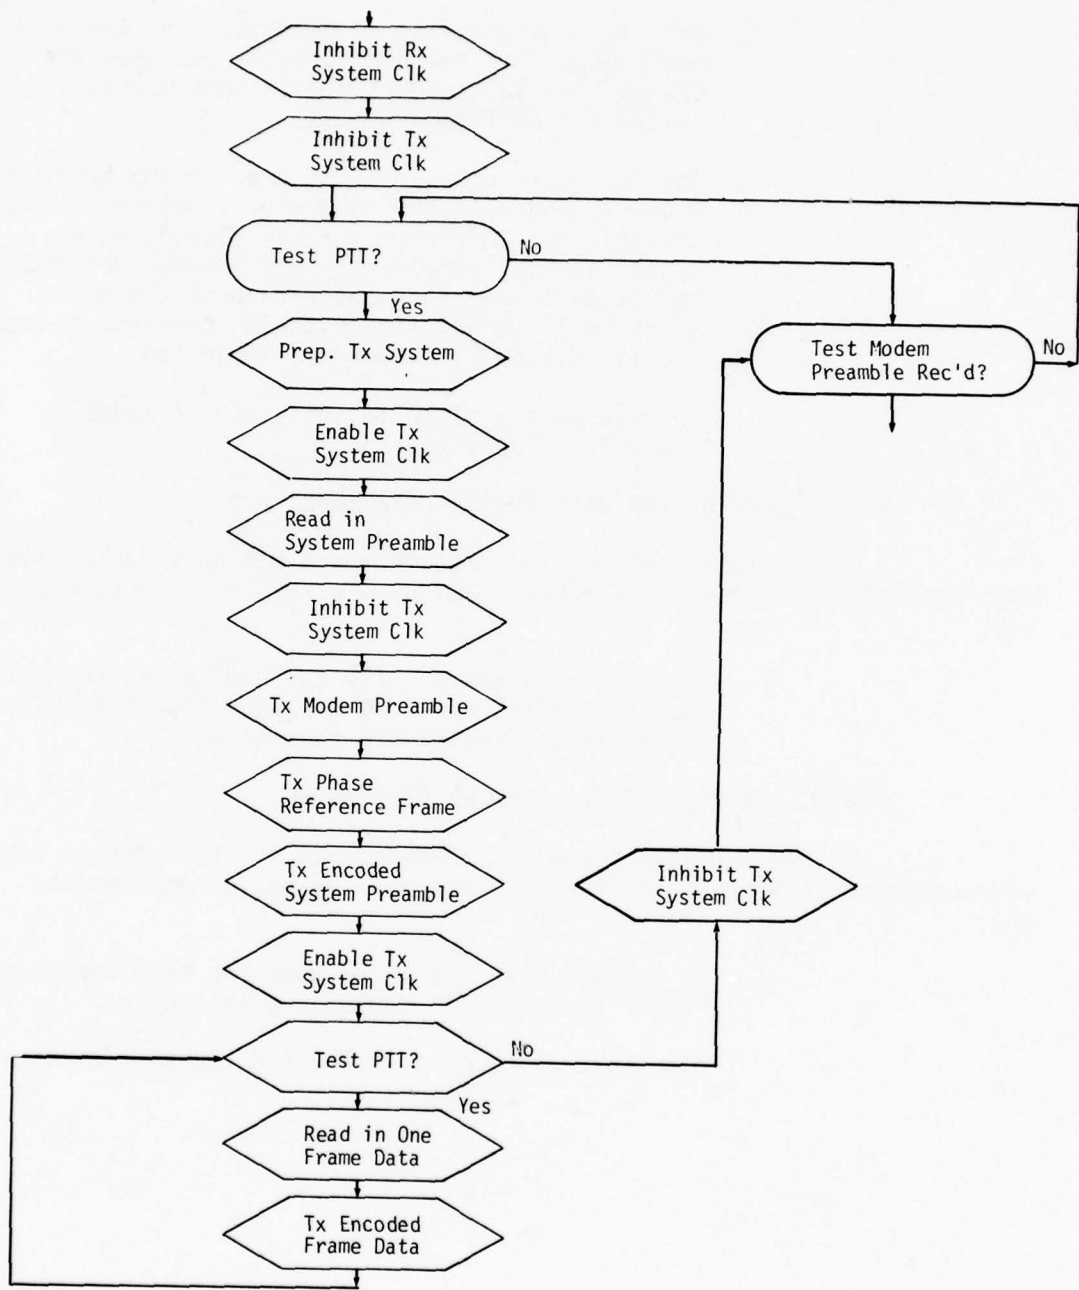 Inhibit Rx
System Clk
Inhibit Tx
System Clk
Test PTT?
No
Yes
Prep. Tx System
Test Modem
Preamble Rec'd?
No
Enable Tx
System Clk
Read in
System Preamble
Inhibit Tx
System Clk
Tx Modem Preamble
Tx Phase
Reference Frame
Tx Encoded
System Preamble
Inhibit Tx
System Clk
Enable Tx
System Clk
Test PTT?
No
Yes
Read in One
Frame Data
Tx Encoded
Frame Data